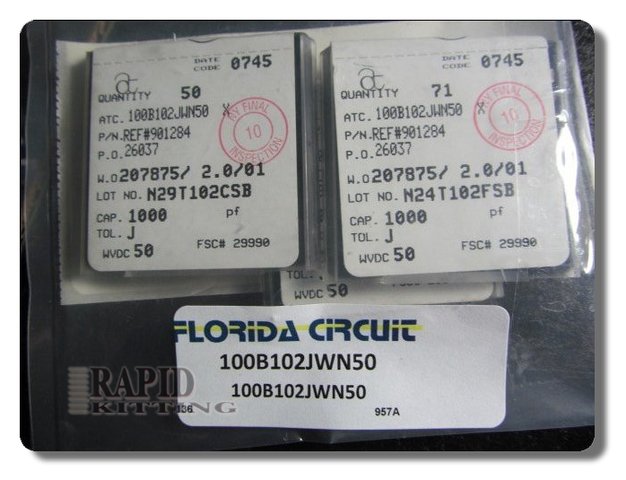 DATE CODE 0745
QUANTITY 50
ATC. 100B102JWN50
P/N. REF#901284
P.O. 26037
W.O 207875/ 2.0/01
LOT NO. N29T102CSB
CAP. 1000 pf
TOL. J
WVDC 50 FSC# 29990
FINAL
10
INSPECTION
DATE CODE 0745
QUANTITY 71
ATC. 100B102JWN50
P/N. REF#901284
P.O. 26037
W.O 207875/ 2.0/01
LOT NO. N24T102FSB
CAP. 1000 pf
TOL. J
WVDC 50 FSC# 29990
FINAL
10
INSPECTION
TOL.
WVDC 50
FLORIDA CIRCUIT
100B102JWN50
100B102JWN50
957A
RAPID
KITTING